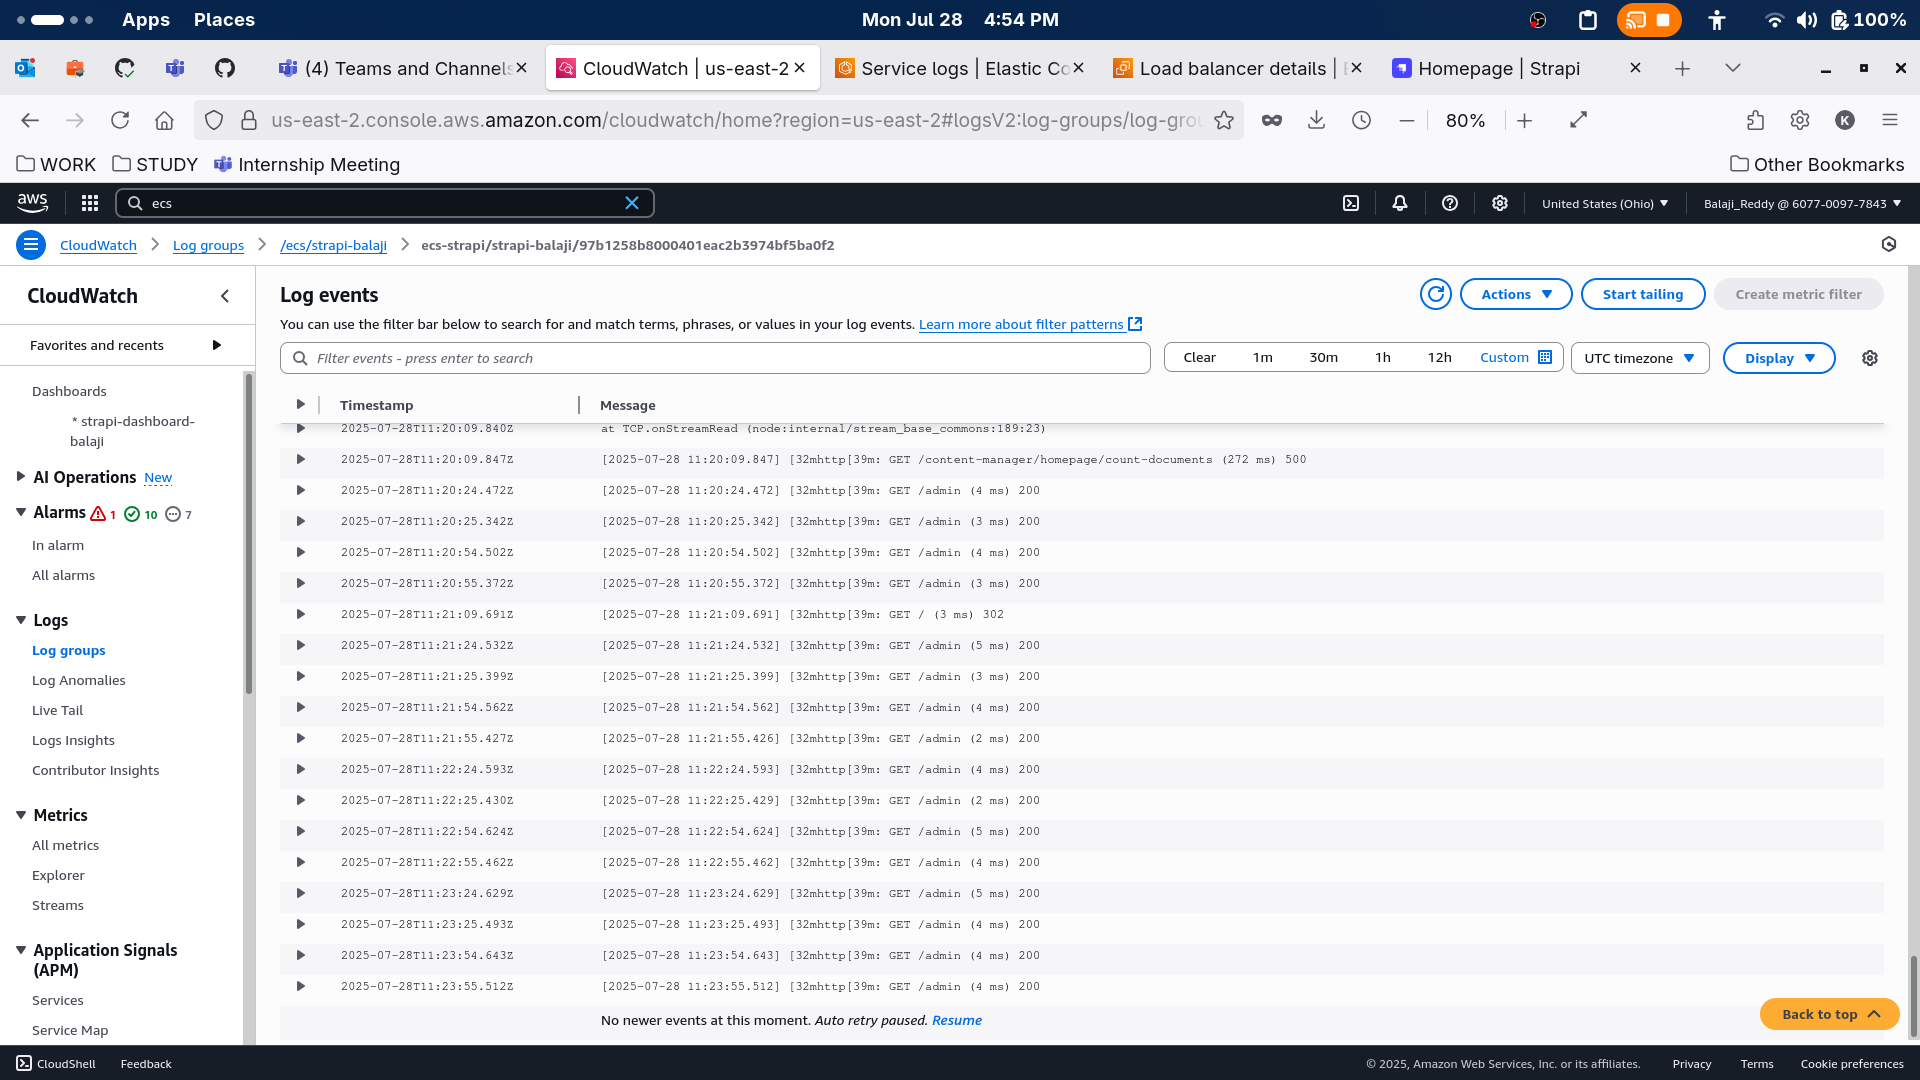 Apps Places Mon Jul 28 4:54 PM 100%
(4) Teams and Channels CloudWatch | us-east-2 Service logs | Elastic Co Load balancer details | Homepage | Strapi
us-east-2.console.aws.amazon.com/cloudwatch/home?region=us-east-2#logsV2:log-groups/log-grou 80% K
WORK STUDY Internship Meeting Other Bookmarks
aws ecs United States (Ohio) Balaji_Reddy @ 6077-0097-7843
CloudWatch Log groups /ecs/strapi-balaji ecs-strapi/strapi-balaji/97b1258b8000401eac2b3974bf5ba0f2
CloudWatch
Favorites and recents
Dashboards
* strapi-dashboard-
balaji
AI Operations New
Alarms 1 10 7
In alarm
All alarms
Logs
Log groups
Log Anomalies
Live Tail
Logs Insights
Contributor Insights
Metrics
All metrics
Explorer
Streams
Application Signals
(APM)
Services
Service Map
Log events Actions Start tailing Create metric filter
You can use the filter bar below to search for and match terms, phrases, or values in your log events. Learn more about filter patterns
Filter events - press enter to search Clear 1m 30m 1h 12h Custom UTC timezone Display
Timestamp Message
2025-07-28T11:20:09.840Z at TCP.onStreamRead (node:internal/stream_base_commons:189:23)
2025-07-28T11:20:09.847Z [2025-07-28 11:20:09.847] [32mhttp[39m: GET /content-manager/homepage/count-documents (272 ms) 500
2025-07-28T11:20:24.472Z [2025-07-28 11:20:24.472] [32mhttp[39m: GET /admin (4 ms) 200
2025-07-28T11:20:25.342Z [2025-07-28 11:20:25.342] [32mhttp[39m: GET /admin (3 ms) 200
2025-07-28T11:20:54.502Z [2025-07-28 11:20:54.502] [32mhttp[39m: GET /admin (4 ms) 200
2025-07-28T11:20:55.372Z [2025-07-28 11:20:55.372] [32mhttp[39m: GET /admin (3 ms) 200
2025-07-28T11:21:09.691Z [2025-07-28 11:21:09.691] [32mhttp[39m: GET / (3 ms) 302
2025-07-28T11:21:24.532Z [2025-07-28 11:21:24.532] [32mhttp[39m: GET /admin (5 ms) 200
2025-07-28T11:21:25.399Z [2025-07-28 11:21:25.399] [32mhttp[39m: GET /admin (3 ms) 200
2025-07-28T11:21:54.562Z [2025-07-28 11:21:54.562] [32mhttp[39m: GET /admin (4 ms) 200
2025-07-28T11:21:55.427Z [2025-07-28 11:21:55.426] [32mhttp[39m: GET /admin (2 ms) 200
2025-07-28T11:22:24.593Z [2025-07-28 11:22:24.593] [32mhttp[39m: GET /admin (4 ms) 200
2025-07-28T11:22:25.430Z [2025-07-28 11:22:25.429] [32mhttp[39m: GET /admin (2 ms) 200
2025-07-28T11:22:54.624Z [2025-07-28 11:22:54.624] [32mhttp[39m: GET /admin (5 ms) 200
2025-07-28T11:22:55.462Z [2025-07-28 11:22:55.462] [32mhttp[39m: GET /admin (4 ms) 200
2025-07-28T11:23:24.629Z [2025-07-28 11:23:24.629] [32mhttp[39m: GET /admin (5 ms) 200
2025-07-28T11:23:25.493Z [2025-07-28 11:23:25.493] [32mhttp[39m: GET /admin (4 ms) 200
2025-07-28T11:23:54.643Z [2025-07-28 11:23:54.643] [32mhttp[39m: GET /admin (4 ms) 200
2025-07-28T11:23:55.512Z [2025-07-28 11:23:55.512] [32mhttp[39m: GET /admin (4 ms) 200
No newer events at this moment. Auto retry paused. Resume
Back to top
CloudShell Feedback © 2025, Amazon Web Services, Inc. or its affiliates. Privacy Terms Cookie preferences